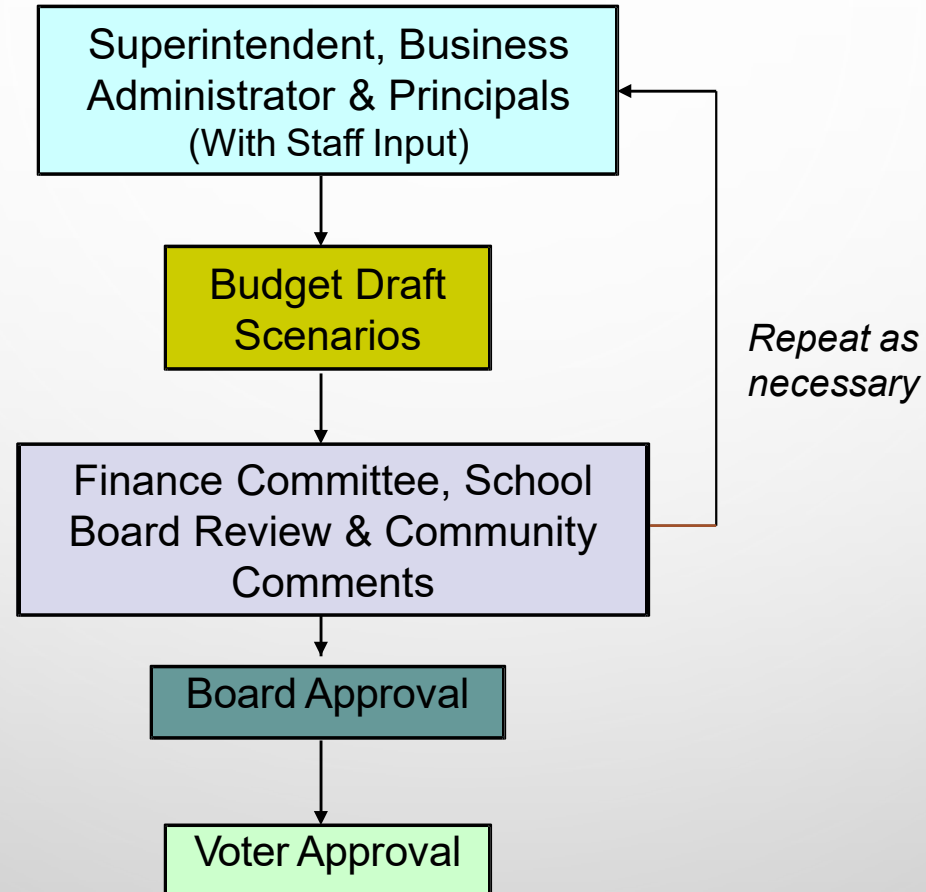 Superintendent, Business
Administrator & Principals
(With Staff Input)
Budget Draft
Scenarios
Repeat as
necessary
Finance Committee, School
Board Review & Community
Comments
Board Approval
Voter Approval